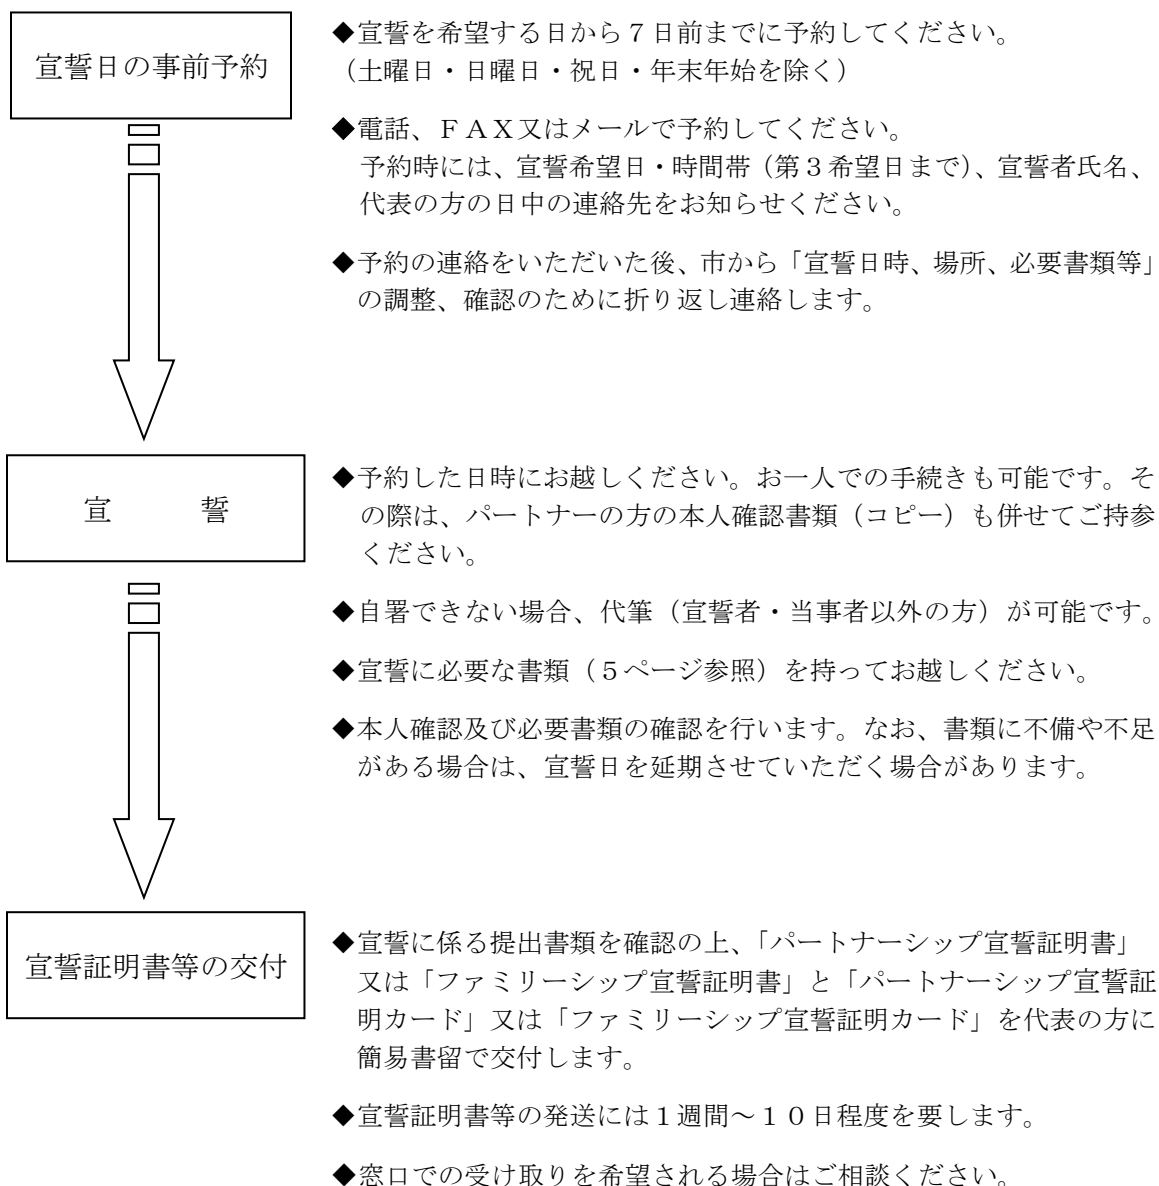 宣誓日の事前予約
◆宣誓を希望する日から７日前までに予約してください。
（土曜日・日曜日・祝日・年末年始を除く）
◆電話、ＦＡＸ又はメールで予約してください。
予約時には、宣誓希望日・時間帯（第３希望日まで）、宣誓者氏名、
代表の方の日中の連絡先をお知らせください。
◆予約の連絡をいただいた後、市から「宣誓日時、場所、必要書類等」
の調整、確認のために折り返し連絡します。
宣　　誓
◆予約した日時にお越しください。お一人での手続きも可能です。そ
の際は、パートナーの方の本人確認書類（コピー）も併せてご持参
ください。
◆自署できない場合、代筆（宣誓者・当事者以外の方）が可能です。
◆宣誓に必要な書類（５ページ参照）を持ってお越しください。
◆本人確認及び必要書類の確認を行います。なお、書類に不備や不足
がある場合は、宣誓日を延期させていただく場合があります。
宣誓証明書等の交付
◆宣誓に係る提出書類を確認の上、「パートナーシップ宣誓証明書」
又は「ファミリーシップ宣誓証明書」と「パートナーシップ宣誓証
明カード」又は「ファミリーシップ宣誓証明カード」を代表の方に
簡易書留で交付します。
◆宣誓証明書等の発送には１週間～１０日程度を要します。
◆窓口での受け取りを希望される場合はご相談ください。